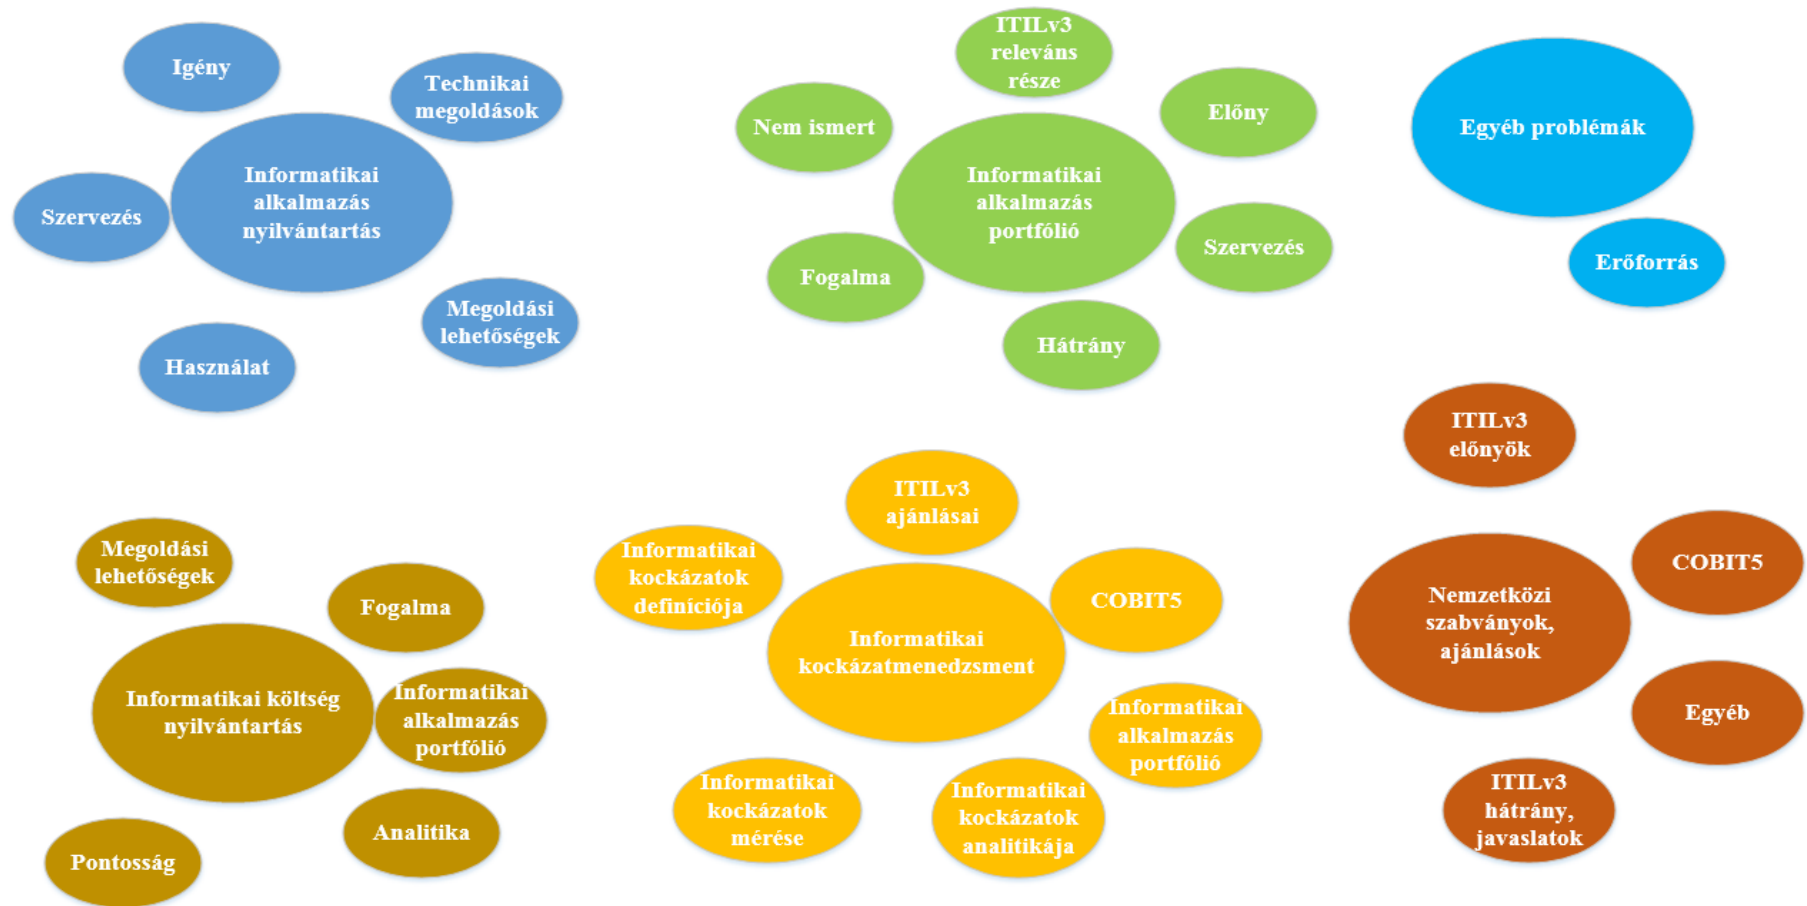 Igény
Technikai
megoldások
Informatikai
alkalmazás
nyilvántartás
Szervezés
Megoldási
lehetőségek
Használat
ITILv3
releváns
része
Nem ismert
Előny
Informatikai
alkalmazás
portfólió
Szervezés
Fogalma
Hátrány
Egyéb problémák
Erőforrás
Megoldási
lehetőségek
Fogalma
Informatikai költség
nyilvántartás
Informatikai
alkalmazás
portfólió
Analitika
Pontosság
ITILv3
ajánlásai
Informatikai
kockázatok
definíciója
COBIT5
Informatikai
kockázatmenedzsment
Informatikai
alkalmazás
portfólió
Informatikai
kockázatok
mérése
Informatikai
kockázatok
analitikája
ITILv3
előnyök
COBIT5
Nemzetközi
szabványok,
ajánlások
Egyéb
ITILv3
hátrány,
javaslatok